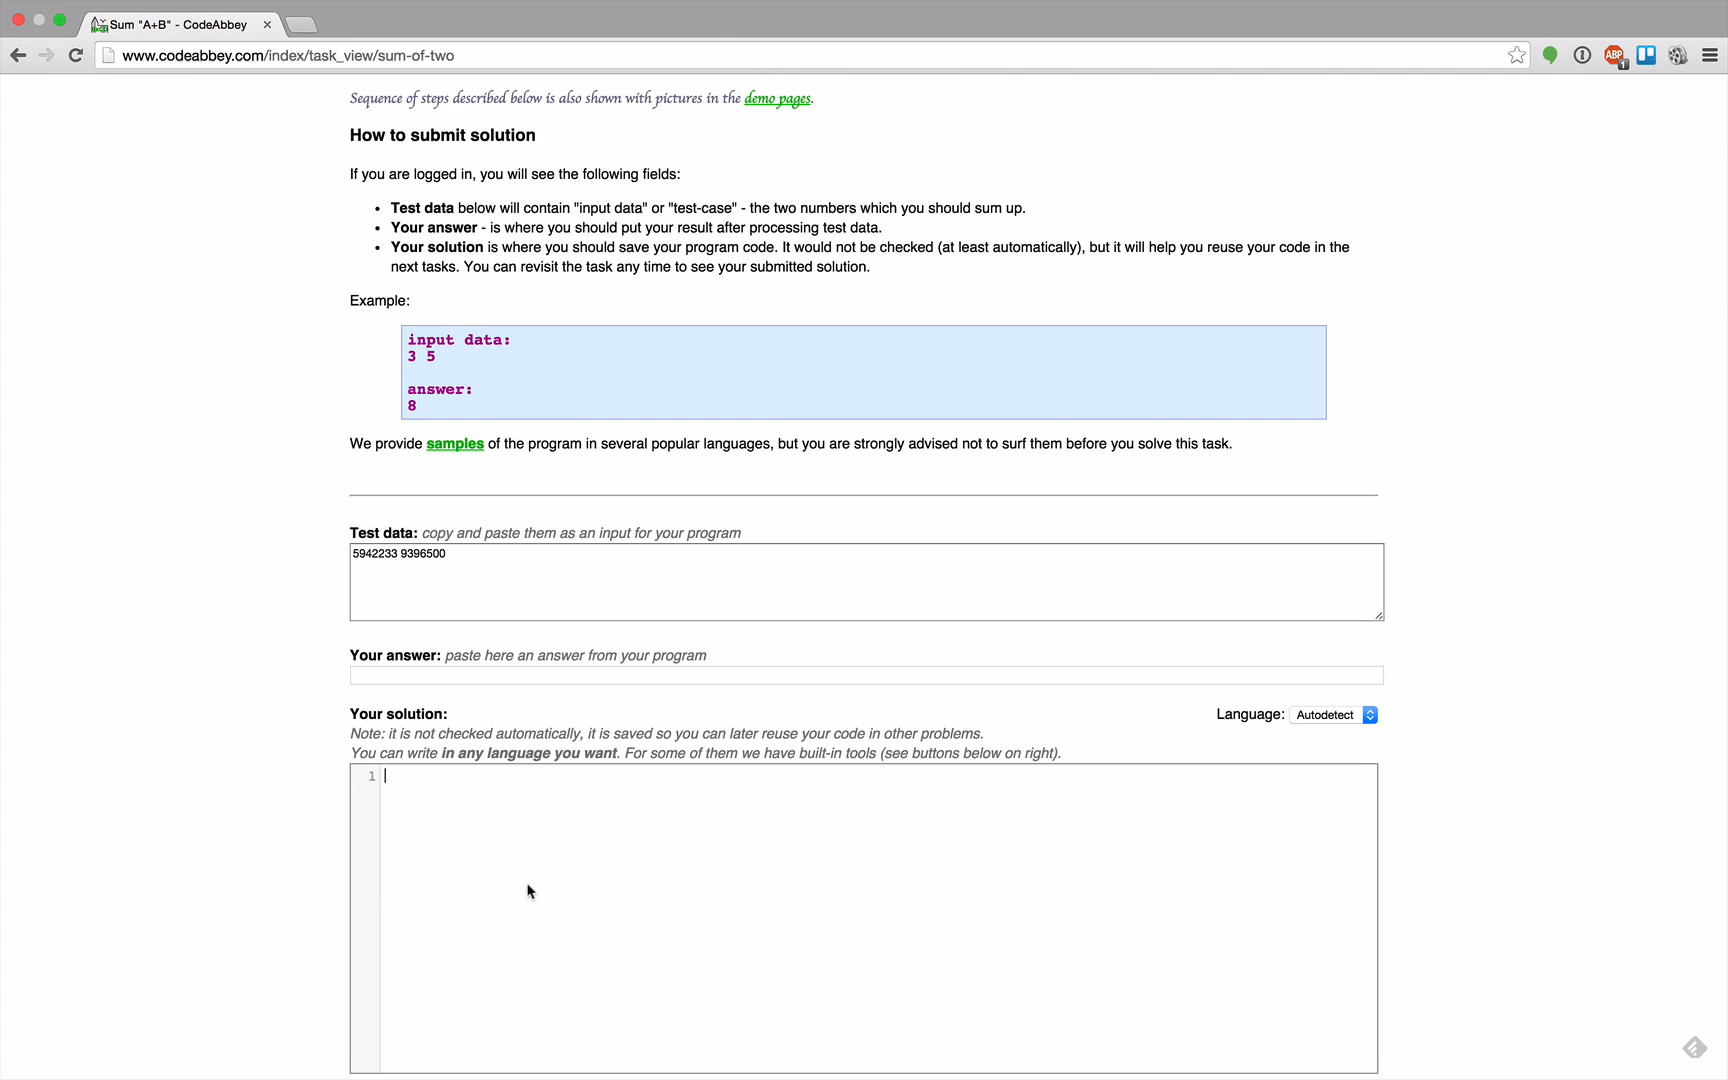 Sum "A+B" - CodeAbbey
www.codeabbey.com/index/task_view/sum-of-two
ABP
1
Sequence of steps described below is also shown with pictures in the demo pages.
How to submit solution
If you are logged in, you will see the following fields:
• Test data below will contain "input data" or "test-case" - the two numbers which you should sum up.
• Your answer - is where you should put your result after processing test data.
• Your solution is where you should save your program code. It would not be checked (at least automatically), but it will help you reuse your code in the
next tasks. You can revisit the task any time to see your submitted solution.
Example:
input data:
3 5
answer:
8
We provide samples of the program in several popular languages, but you are strongly advised not to surf them before you solve this task.
Test data: copy and paste them as an input for your program
5942233 9396500
Your answer: paste here an answer from your program
Your solution: Language: Autodetect
Note: it is not checked automatically, it is saved so you can later reuse your code in other problems.
You can write in any language you want. For some of them we have built-in tools (see buttons below on right).
1